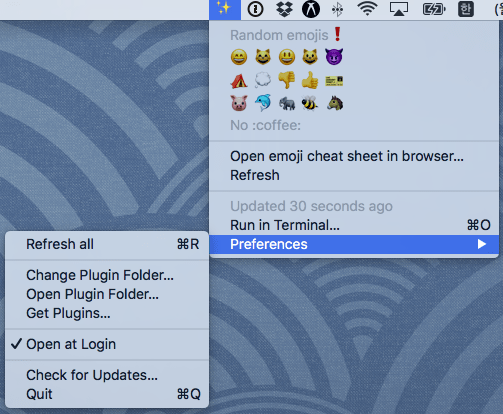 한
Random emojis❗
No :coffee:
Open emoji cheat sheet in browser...
Refresh
Updated 30 seconds ago
Run in Terminal... ⌘O
Preferences ▶
Refresh all ⌘R
Change Plugin Folder...
Open Plugin Folder...
Get Plugins...
✓ Open at Login
Check for Updates...
Quit ⌘Q